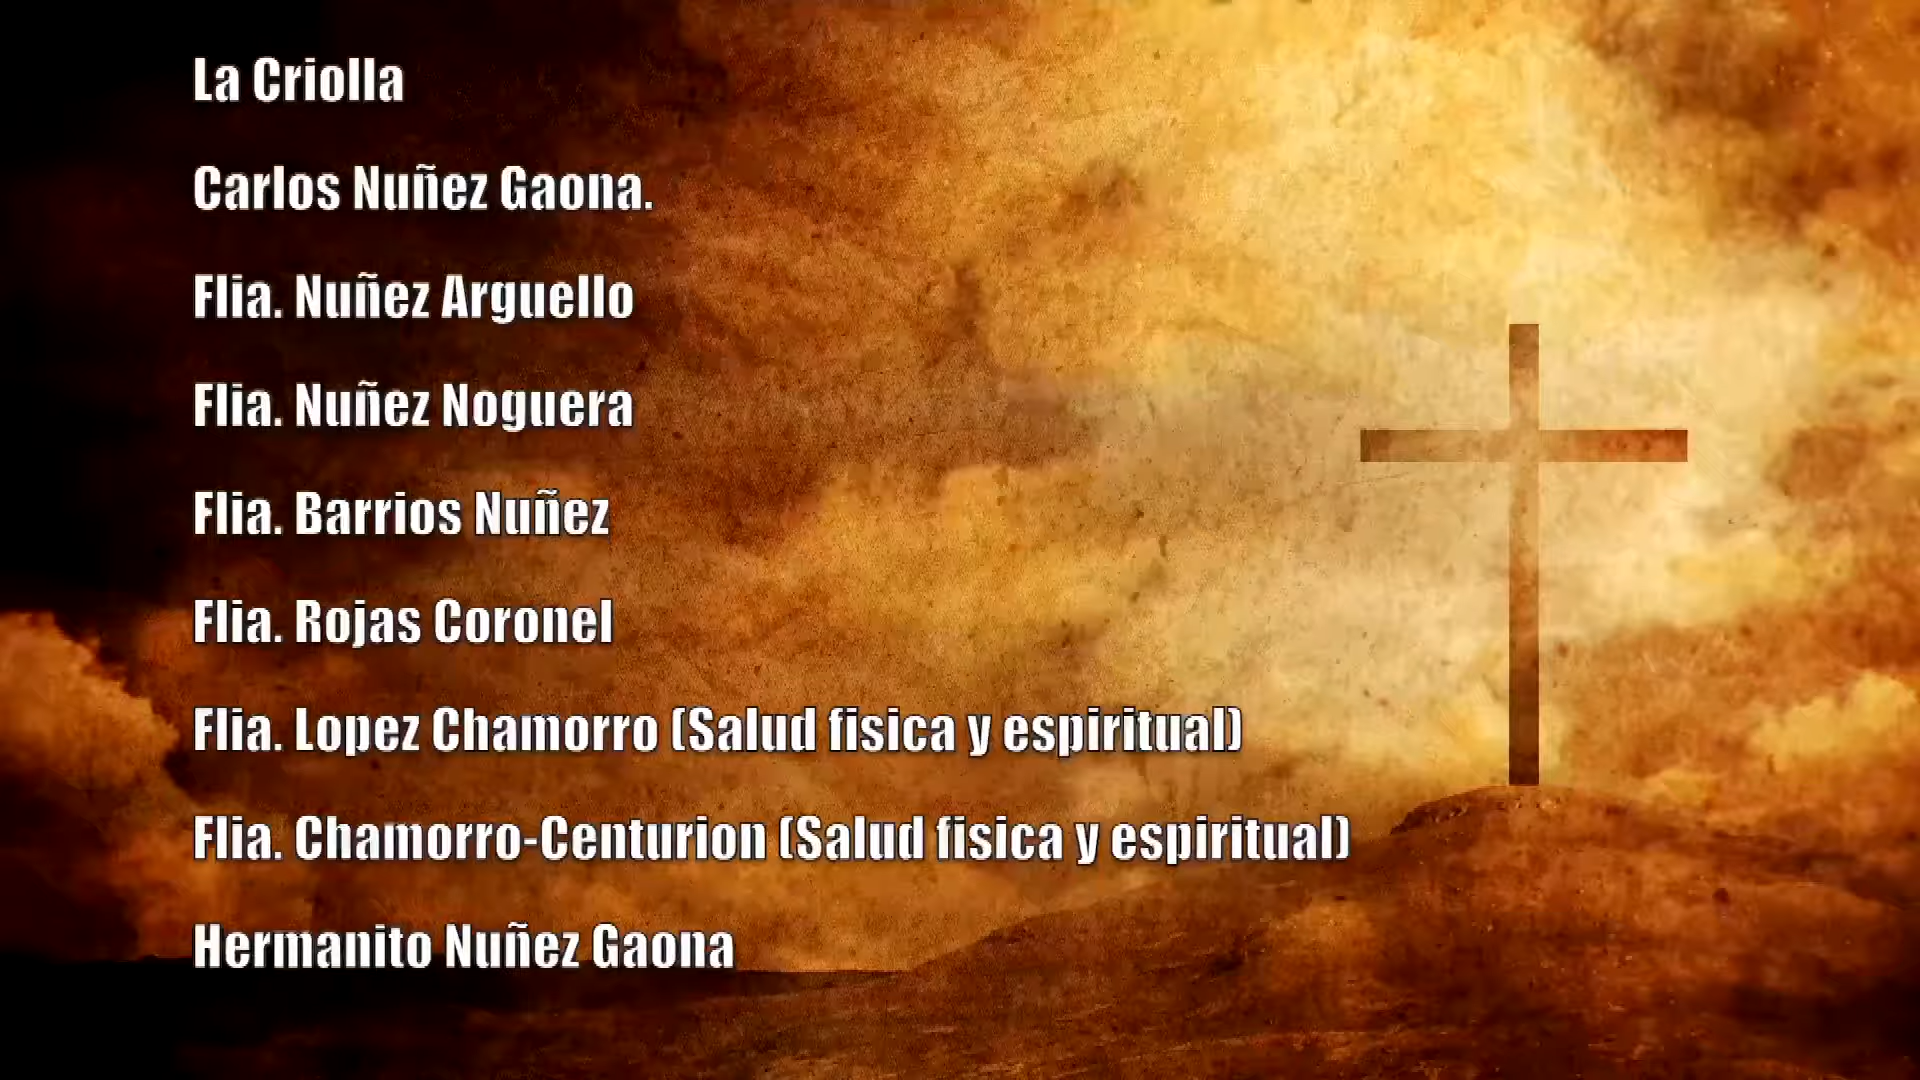 La Criolla
Carlos Nuñez Gaona.
Flia. Nuñez Arguello
Flia. Nuñez Noguera
Flia. Barrios Nuñez
Flia. Rojas Coronel
Flia. Lopez Chamorro (Salud fisica y espiritual)
Flia. Chamorro-Centurion (Salud fisica y espiritual)
Hermanito Nuñez Gaona